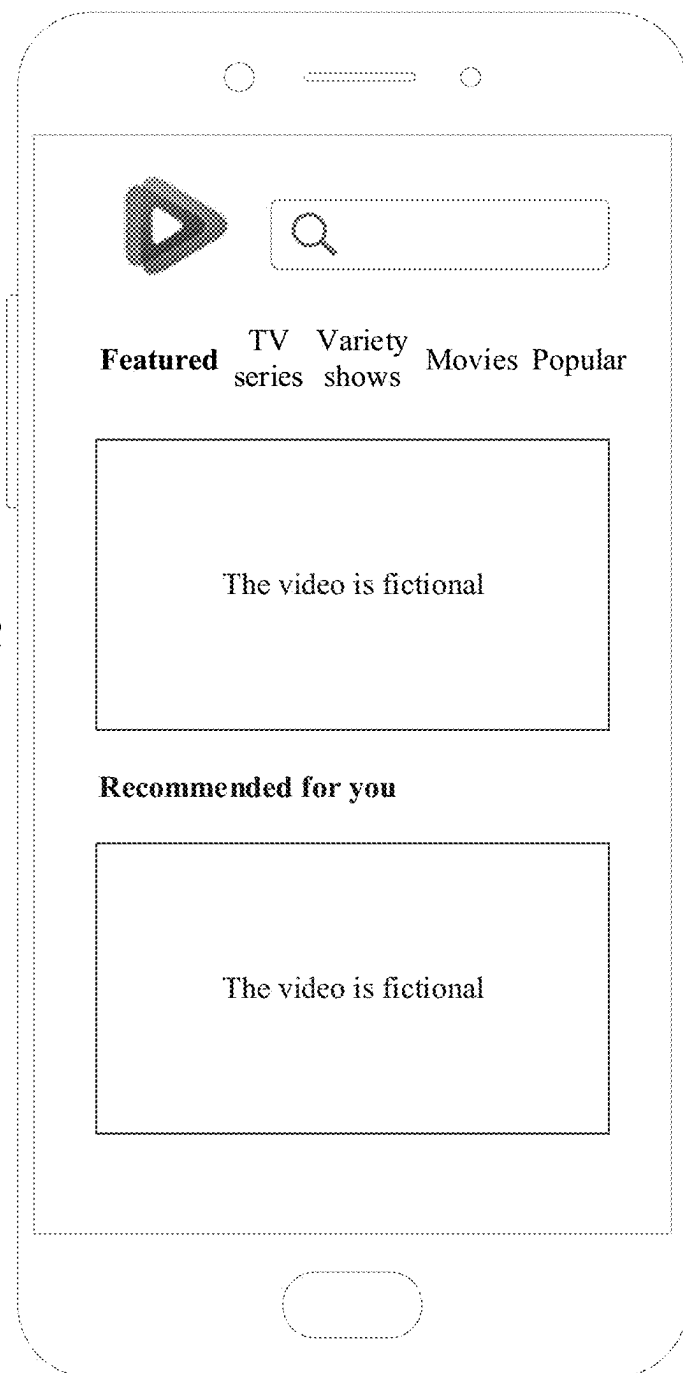 Featured TV series Variety shows Movies Popular
The video is fictional
Recommended for you
The video is fictional